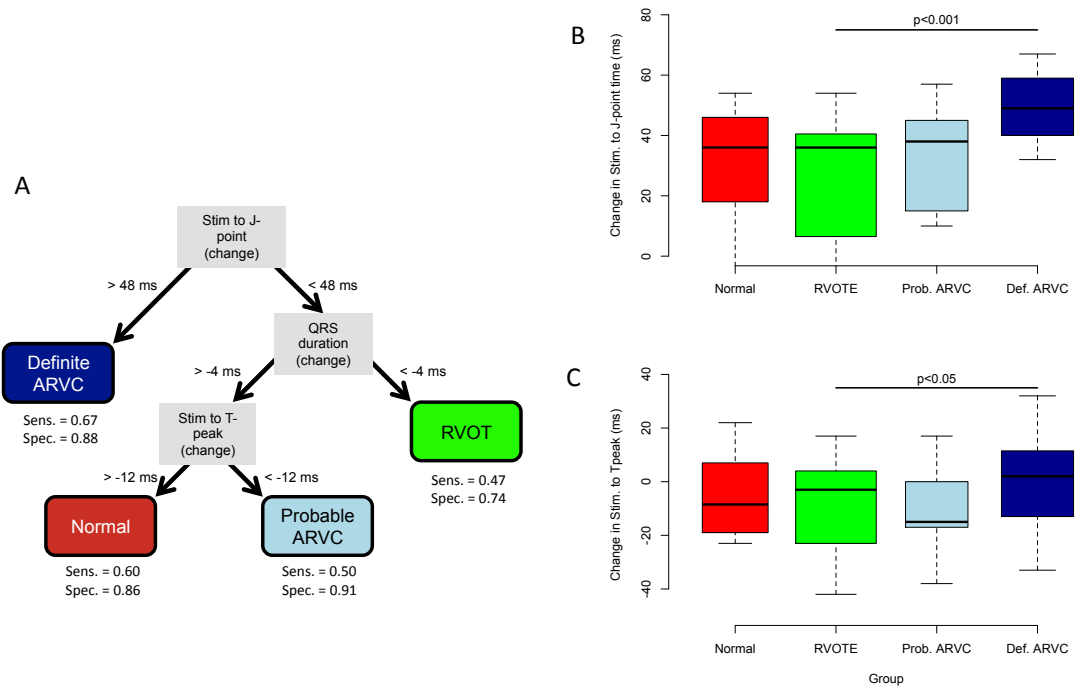 A
Stim to J-
point
(change)
> 48 ms
< 48 ms
QRS
duration
(change)
Definite
ARVC
Sens. = 0.67
Spec. = 0.88
> -4 ms
< -4 ms
Stim to T-
peak
(change)
RVOT
Sens. = 0.47
Spec. = 0.74
> -12 ms
< -12 ms
Normal
Sens. = 0.60
Spec. = 0.86
Probable
ARVC
Sens. = 0.50
Spec. = 0.91
B
p<0.001
Change in Stim. to J-point time (ms)
80
60
40
20
0
Normal
RVOTE
Prob. ARVC
Def. ARVC
C
p<0.05
Change in Stim. to Tpeak (ms)
40
20
0
-20
-40
Normal
RVOTE
Prob. ARVC
Def. ARVC
Group